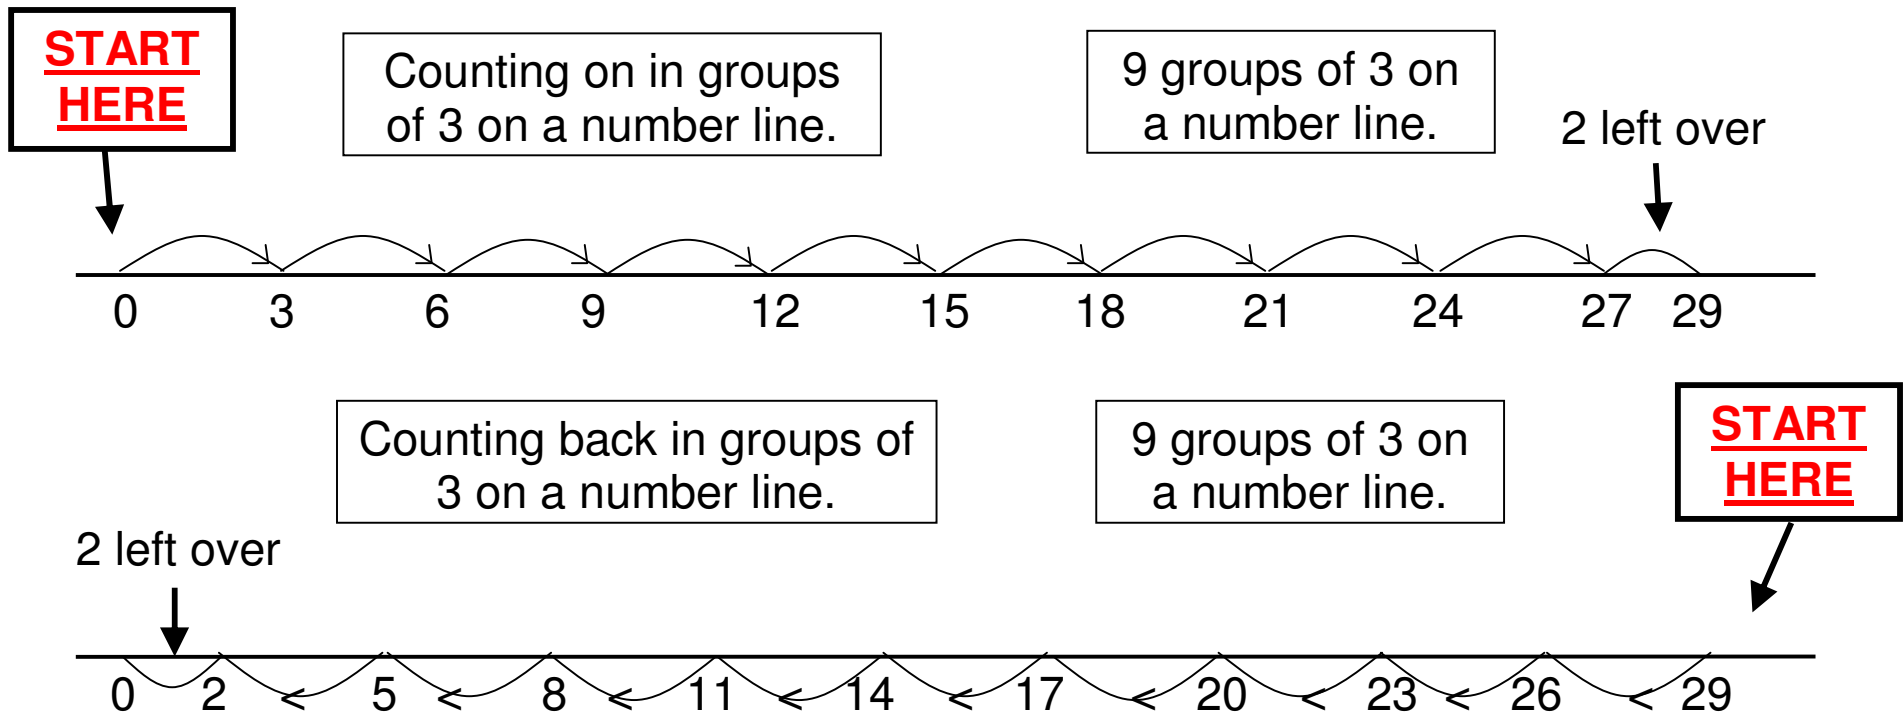 START
HERE
Counting on in groups
of 3 on a number line.
9 groups of 3 on
a number line.
2 left over
0 3 6 9 12 15 18 21 24 27 29
Counting back in groups of
3 on a number line.
9 groups of 3 on
a number line.
START
HERE
2 left over
0 2 < 5 < 8 < 11 < 14 < 17 < 20 < 23 < 26 < 29